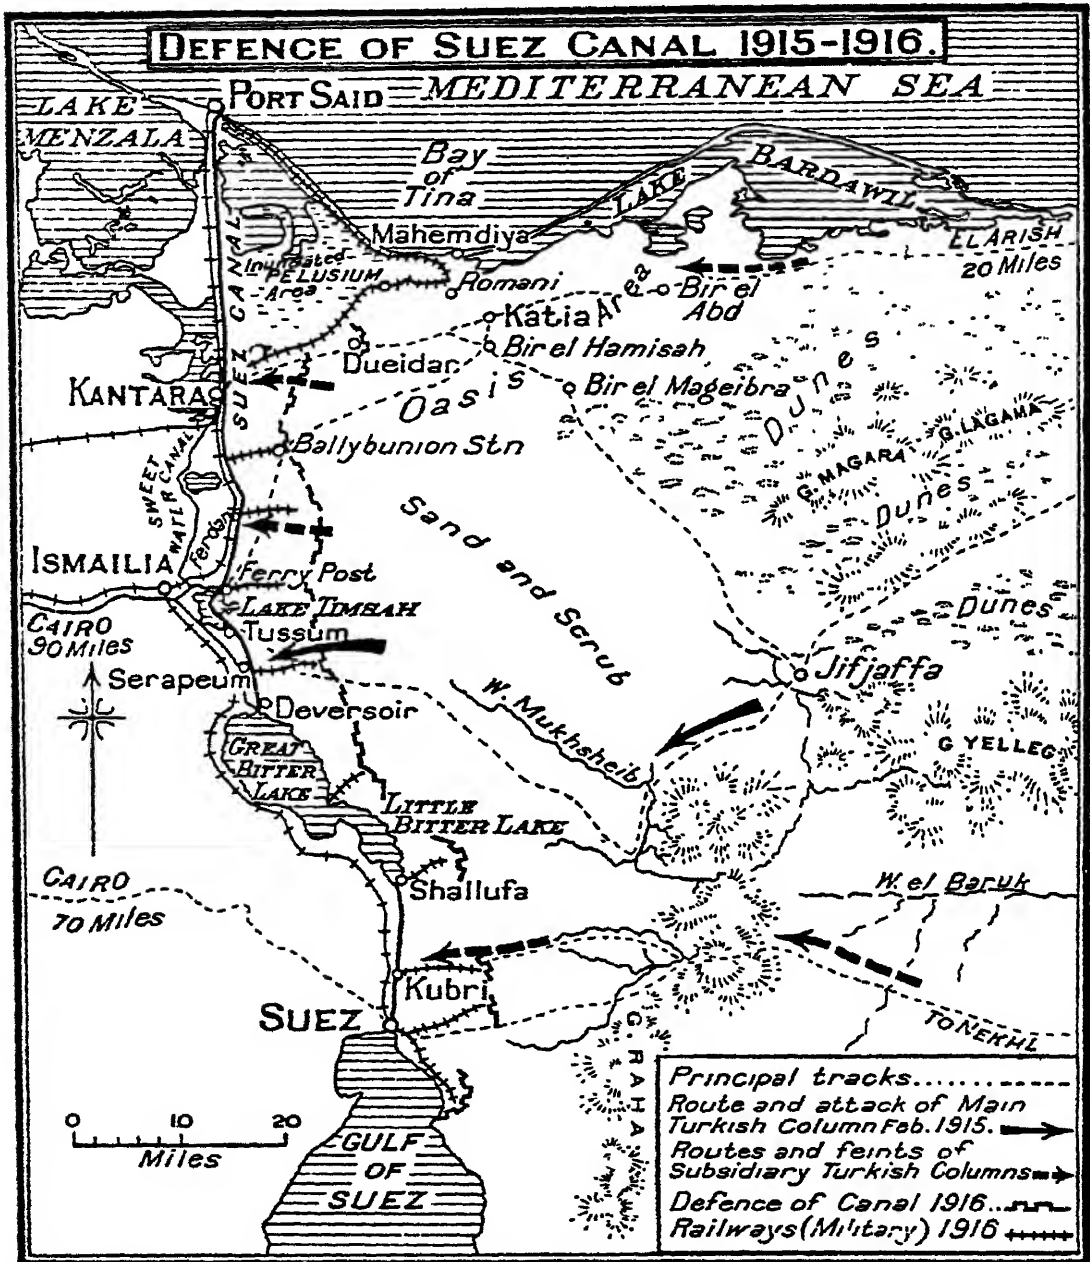 DEFENCE OF SUEZ CANAL 1915-1916.
MEDITERRANEAN SEA
LAKE
MENZALA
PORT SAID
Bay
of
Tina
LAKE BARDAWIL
Mahemdiya
EL ARISH
20 Miles
Inundated
PELUSIUM
Area
Romani
SUEZ CANAL
Bir el
Abd
Katia
Oasis Area
Dueidar
Bir el Hamisah
Bir el Mageibra
KANTARA
Dunes
G. LAGAMA
G. MAGARA
Dunes
Ballybunion Stn
SWEET
WATER CANAL
Ferdan
Sand and Scrub
ISMAILIA
Ferry Post
LAKE TIMSAH
Tussum
CAIRO
90 Miles
Dunes
Serapeum
Jifjaffa
Deversoir
W. Mukhsheib
G YELLEG
GREAT
BITTER
LAKE
LITTLE
BITTER LAKE
Shallufa
CAIRO
70 Miles
W. el Baruk
Kubri
SUEZ
TO NEKHL
G. RAHA
0 10 20
Miles
GULF
OF
SUEZ
Principal tracks
Route and attack of Main
Turkish Column Feb. 1915.
Routes and feints of
Subsidiary Turkish Columns
Defence of Canal 1916
Railways (Military) 1916